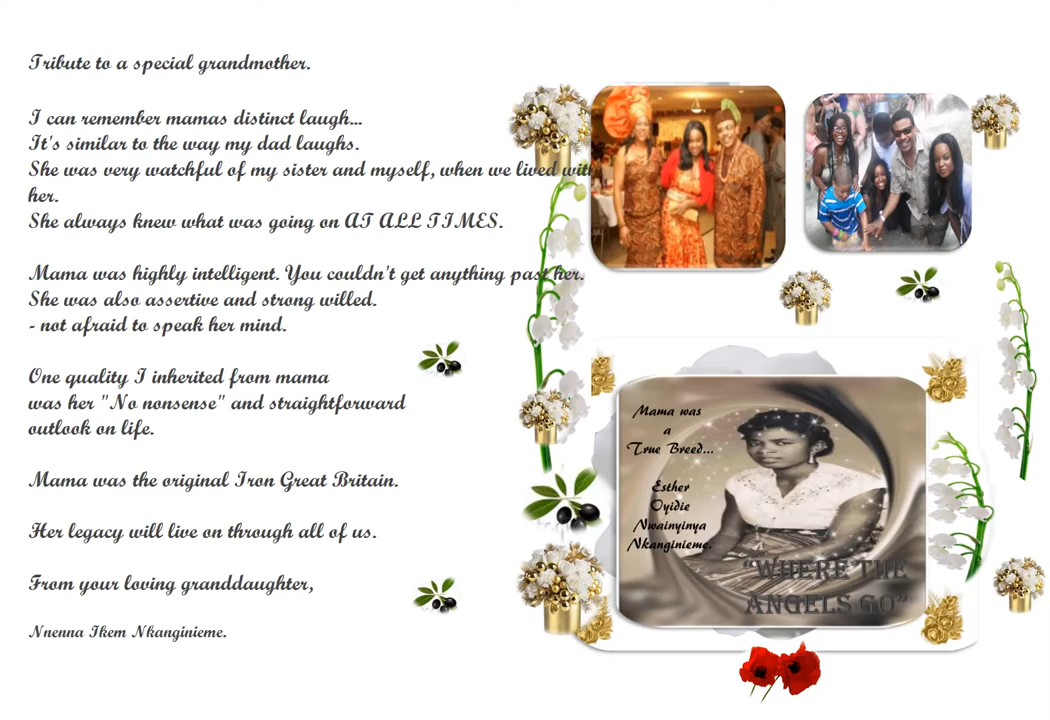 Tribute to a special grandmother.
I can remember mamas distinct laugh...
It's similar to the way my dad laughs.
She was very watchful of my sister and myself, when we lived with
her.
She always knew what was going on AT ALL TIMES.
Mama was highly intelligent. You couldn't get anything past her.
She was also assertive and strong willed.
- not afraid to speak her mind.
One quality I inherited from mama
was her "No nonsense" and straightforward
outlook on life.
Mama was the original Iron Great Britain.
Her legacy will live on through all of us.
From your loving granddaughter,
Nnenna Ikem Nkanginieme.
Mama was
a
True Breed...
Esther
Oyidie
Nwainyinya
Nkanginieme.
"WHERE THE
ANGELS GO"